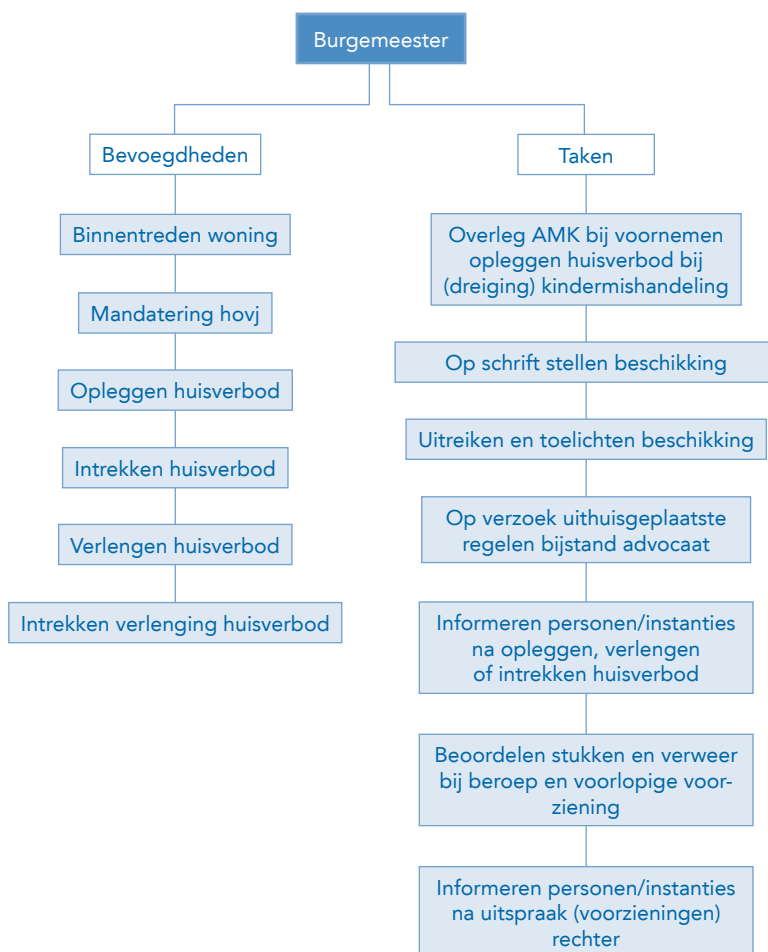 Burgemeester
Bevoegdheden
Binnentreden woning
Mandatering hovj
Opleggen huisverbod
Intrekken huisverbod
Verlengen huisverbod
Intrekken verlenging huisverbod
Taken
Overleg AMK bij voornemen
opleggen huisverbod bij
(dreiging) kindermishandeling
Op schrift stellen beschikking
Uitreiken en toelichten beschikking
Op verzoek uithuisgeplaatste
regelen bijstand advocaat
Informeren personen/instanties
na opleggen, verlengen
of intrekken huisverbod
Beoordelen stukken en verweer
bij beroep en voorlopige voor-
ziening
Informeren personen/instanties
na uitspraak (voorzieningen)
rechter